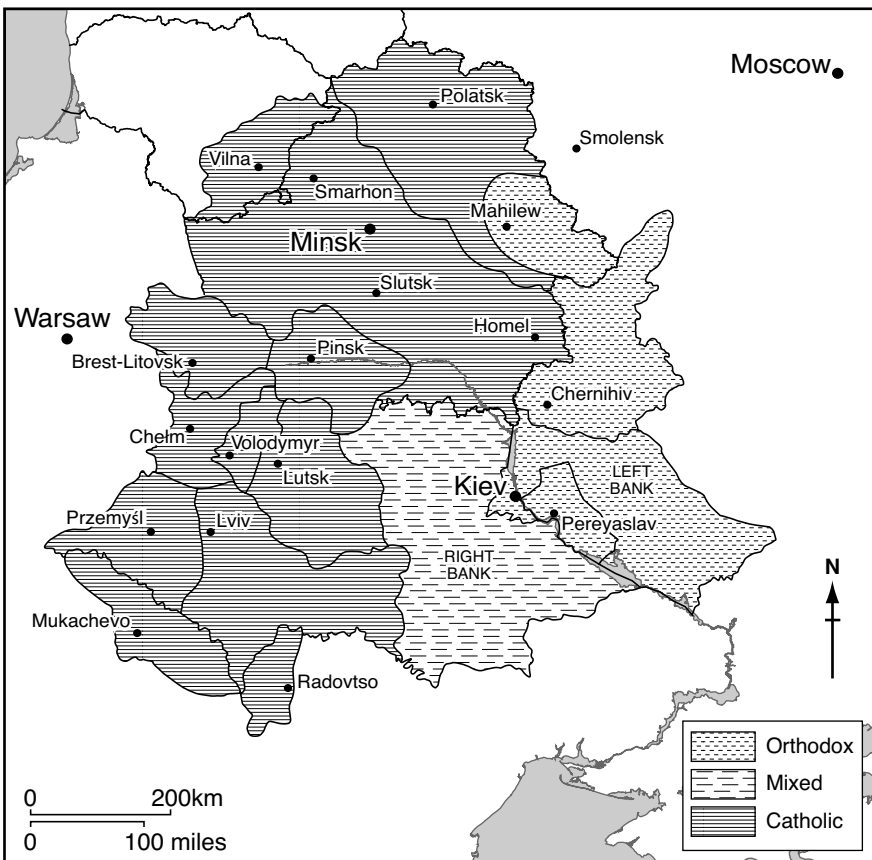 Moscow
Polatsk
Smolensk
Vilna
Smarhon
Mahilew
Minsk
Slutsk
Warsaw
Homel
Pinsk
Brest-Litovsk
Chernihiv
Chełm
Volodymyr
Lutsk
LEFT
BANK
Kiev
Przemyśl
Lviv
Pereyaslav
RIGHT
BANK
N
Mukachevo
Radovtso
Orthodox
Mixed
Catholic
0 200km
0 100 miles